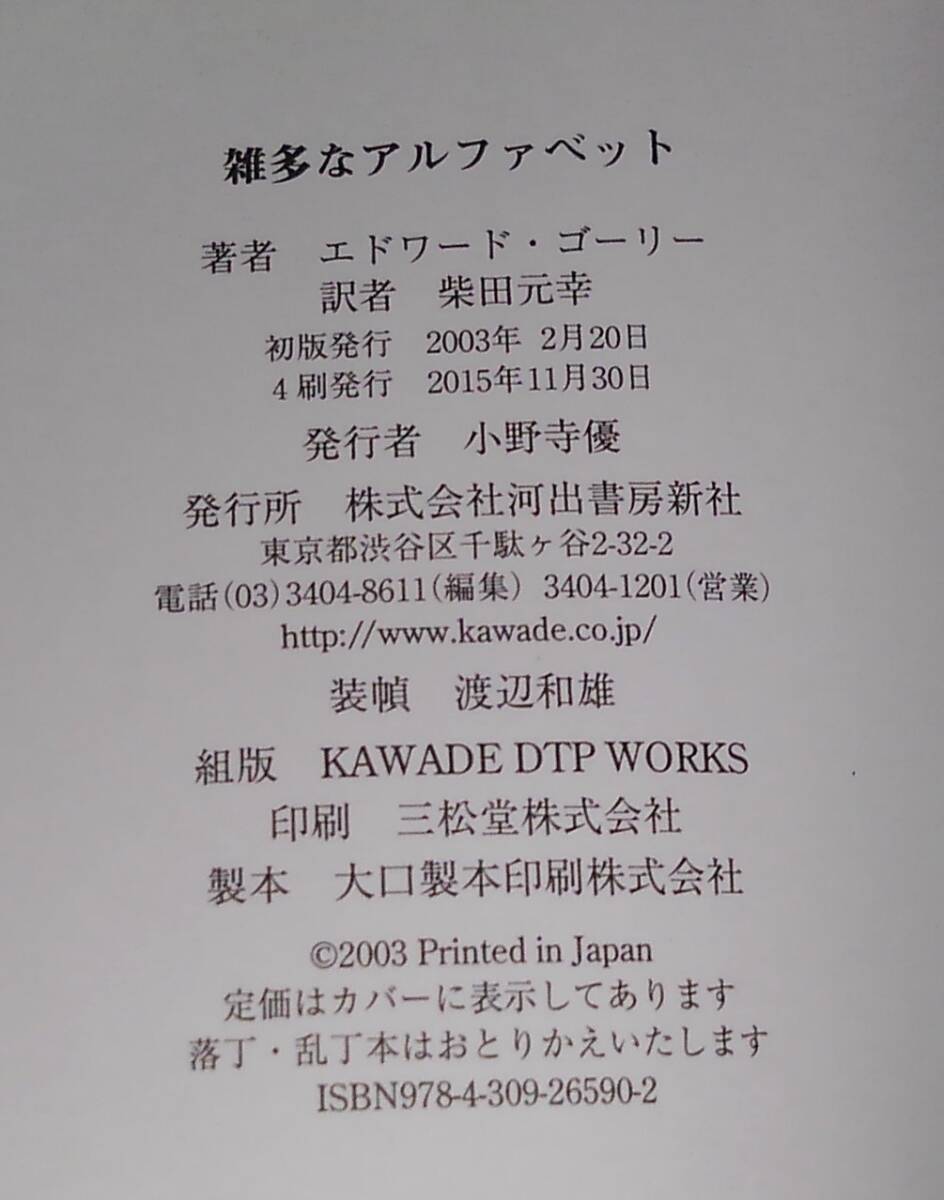 雑多なアルファベット
著者　エドワード・ゴーリー
訳者　柴田元幸
初版発行　2003年 2月20日
4刷発行　2015年11月30日
発行者　小野寺優
発行所　株式会社河出書房新社
東京都渋谷区千駄ヶ谷2-32-2
電話(03)3404-8611(編集) 3404-1201(営業)
http://www.kawade.co.jp/
装幀　渡辺和雄
組版　KAWADE DTP WORKS
印刷　三松堂株式会社
製本　大口製本印刷株式会社
©2003 Printed in Japan
定価はカバーに表示してあります
落丁・乱丁本はおとりかえいたします
ISBN978-4-309-26590-2